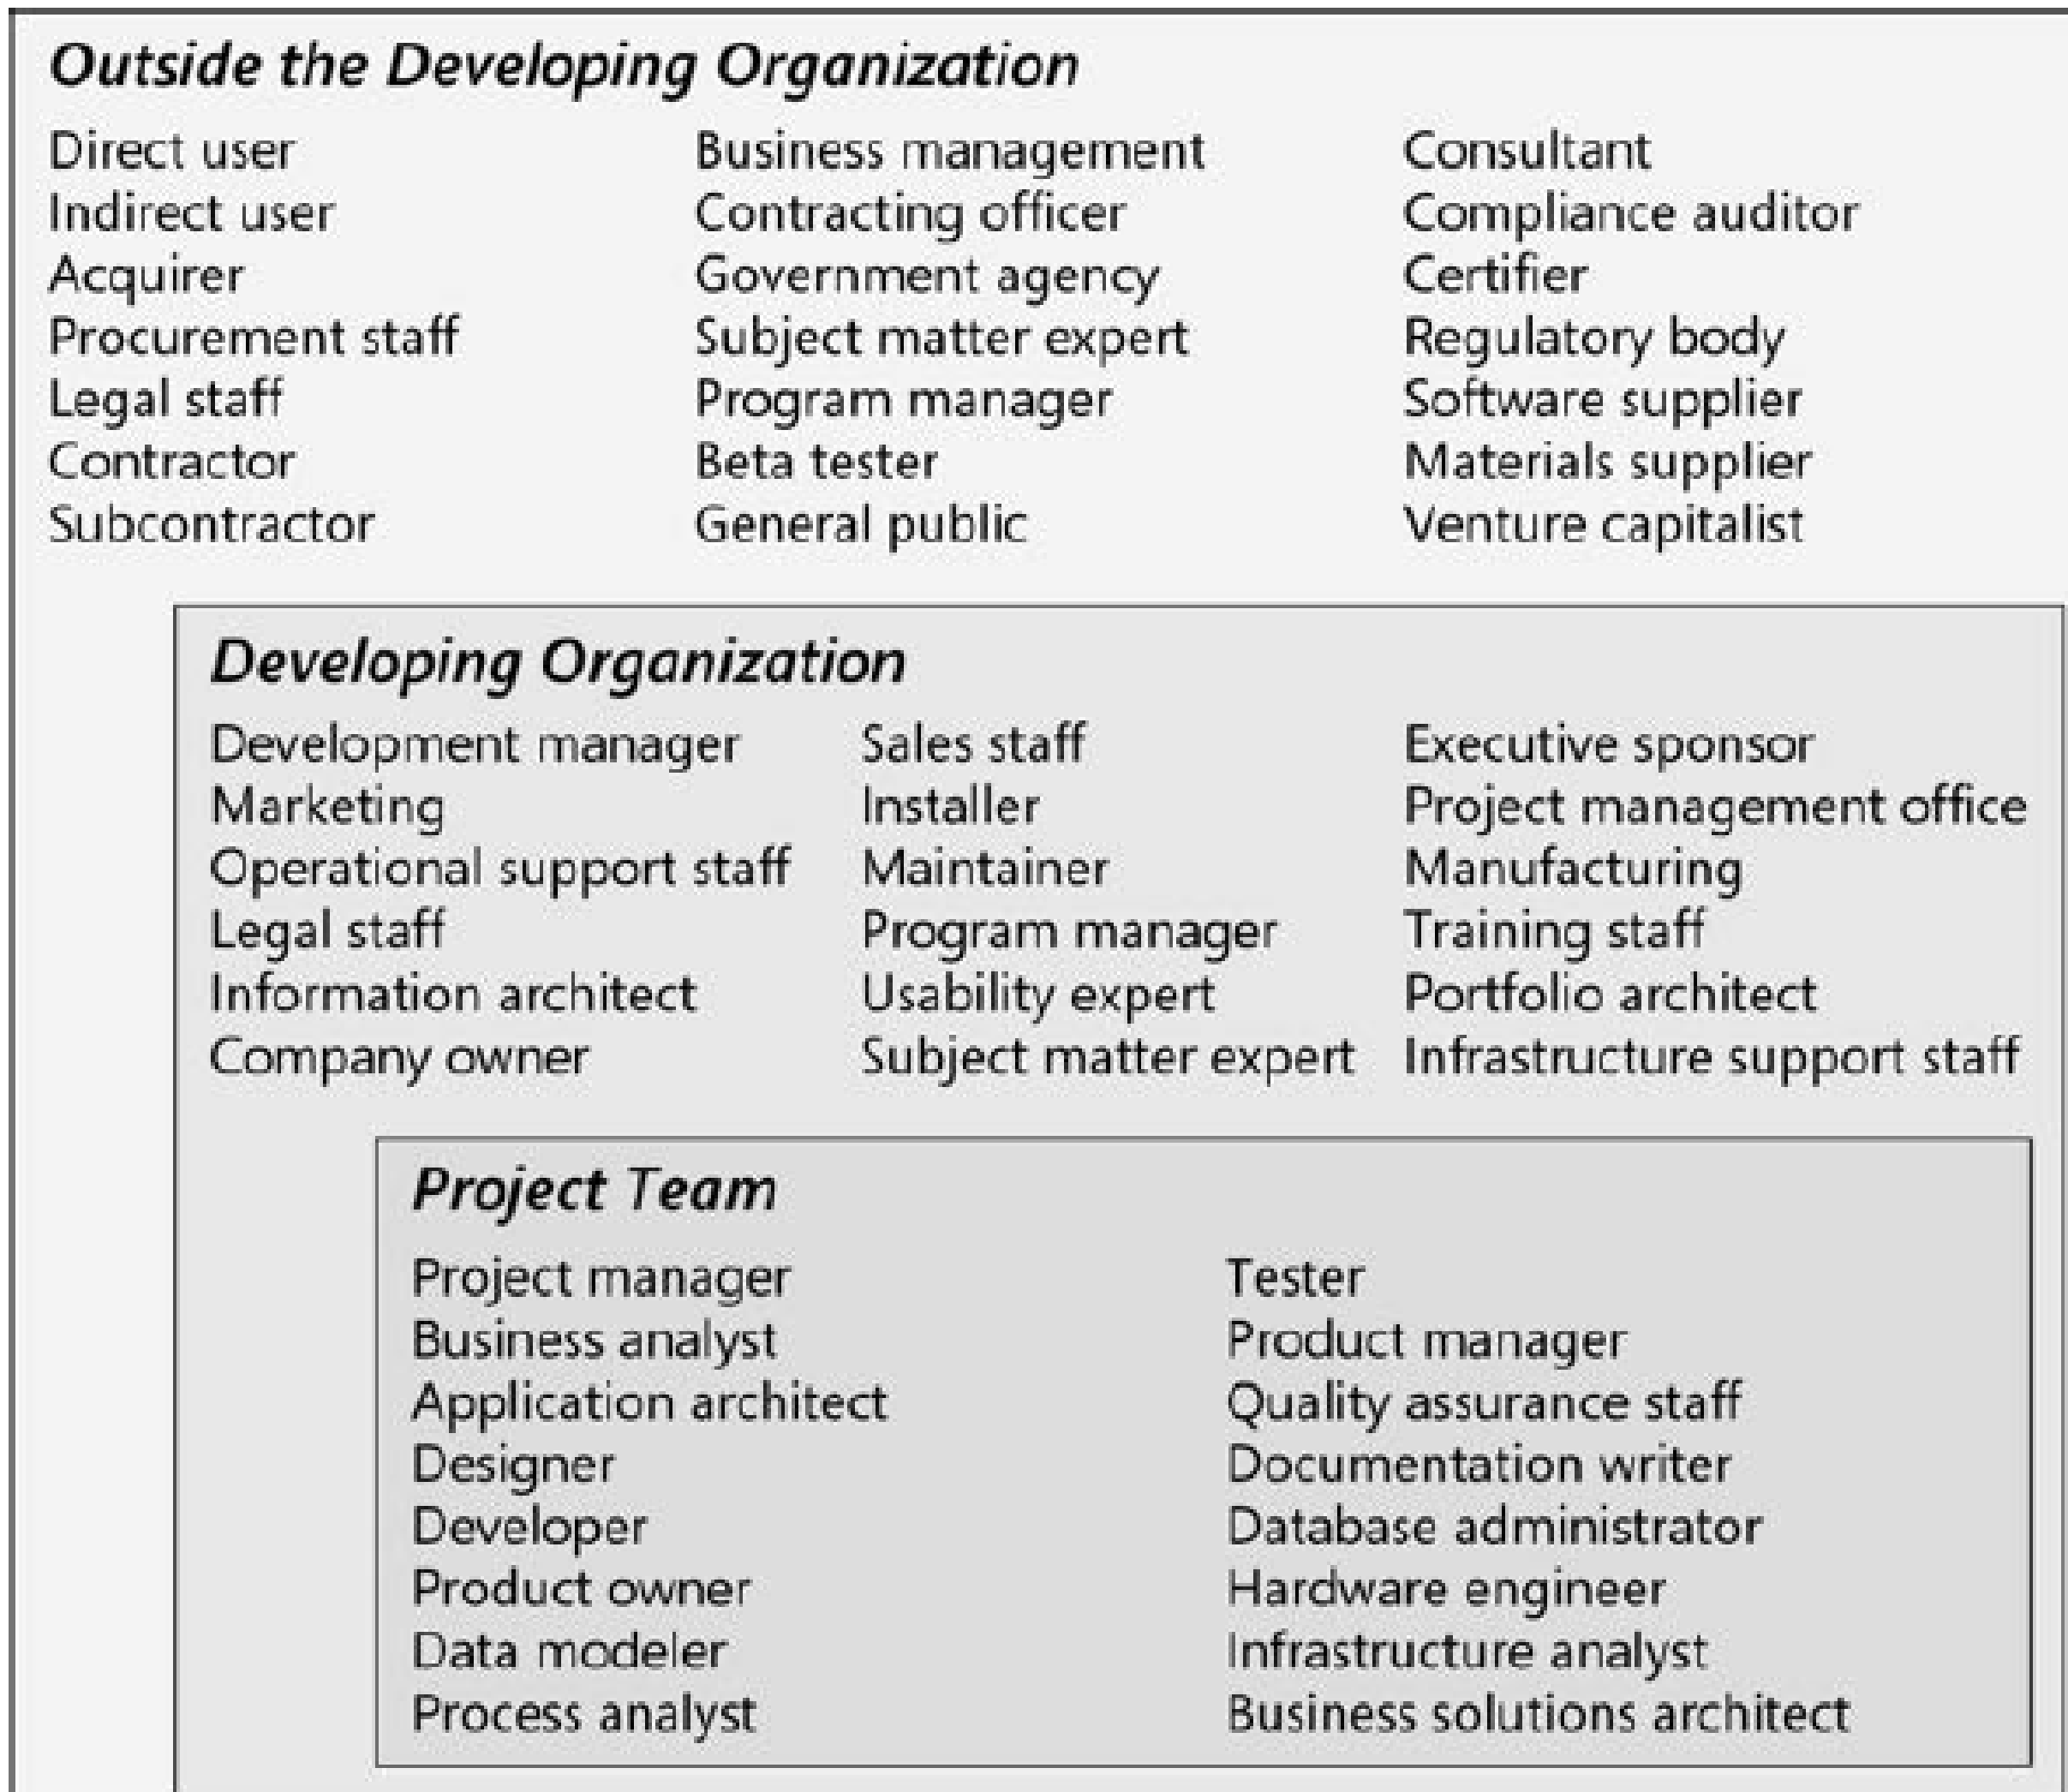 Outside the Developing Organization
Direct user
Indirect user
Acquirer
Procurement staff
Legal staff
Contractor
Subcontractor
Business management
Contracting officer
Government agency
Subject matter expert
Program manager
Beta tester
General public
Consultant
Compliance auditor
Certifier
Regulatory body
Software supplier
Materials supplier
Venture capitalist
Developing Organization
Development manager
Marketing
Operational support staff
Legal staff
Information architect
Company owner
Sales staff
Installer
Maintainer
Program manager
Usability expert
Subject matter expert
Executive sponsor
Project management office
Manufacturing
Training staff
Portfolio architect
Infrastructure support staff
Project Team
Project manager
Business analyst
Application architect
Designer
Developer
Product owner
Data modeler
Process analyst
Tester
Product manager
Quality assurance staff
Documentation writer
Database administrator
Hardware engineer
Infrastructure analyst
Business solutions architect